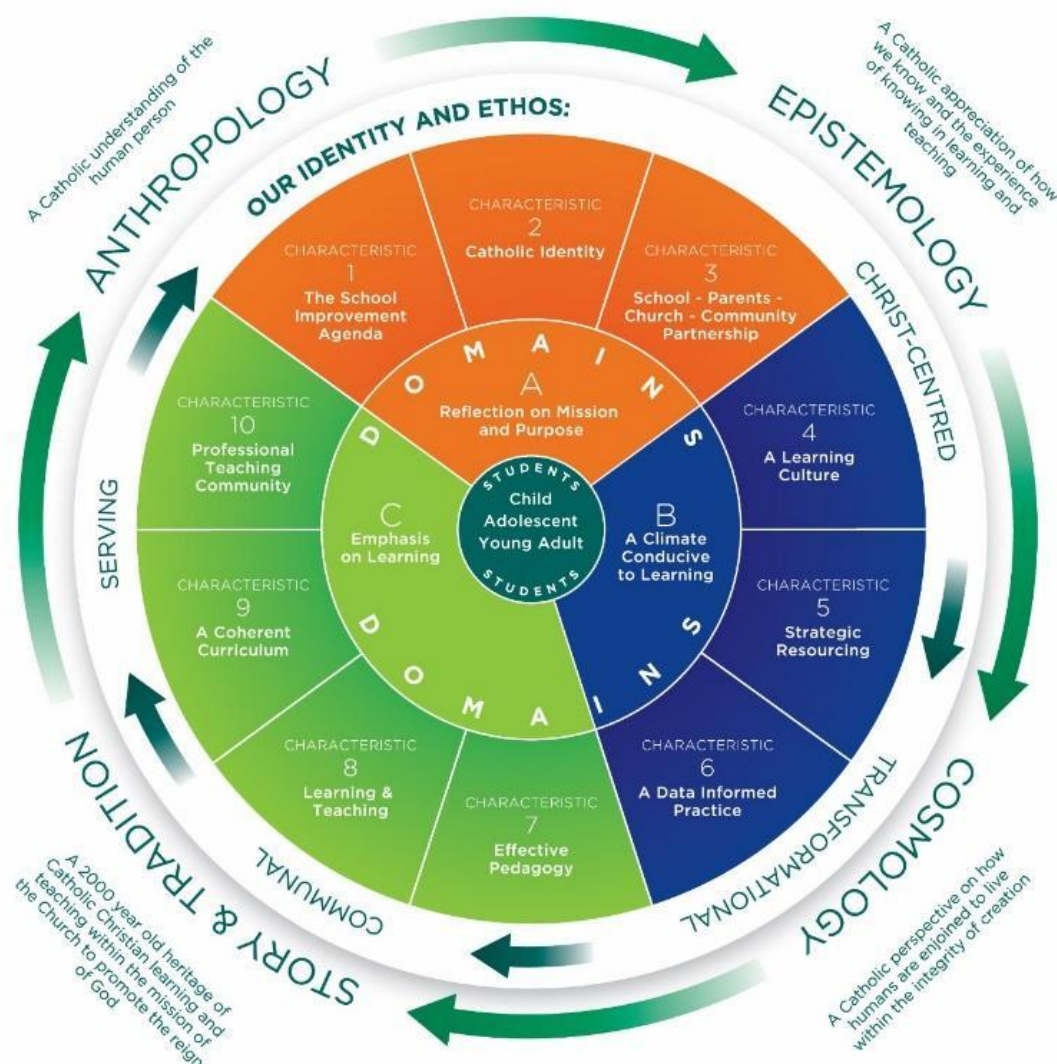 A Catholic understanding of the
human person
ANTHROPOLOGY
A Catholic appreciation of how
we know and the experience
of knowing in learning and
teaching
EPISTEMOLOGY
A Catholic perspective on how
humans are enjoined to live
within the integrity of creation
COSMOLOGY
STORY & TRADITION
A 2000 year old heritage of
Catholic Christian learning and
teaching within the mission of
the Church to promote the reign
of God
OUR IDENTITY AND ETHOS:
CHRIST-CENTRED
TRANSFORMATIONAL
COMMUNAL
SERVING
CHARACTERISTIC
1
The School
Improvement
Agenda
CHARACTERISTIC
2
Catholic Identity
CHARACTERISTIC
3
School - Parents -
Church - Community
Partnership
CHARACTERISTIC
4
A Learning
Culture
CHARACTERISTIC
5
Strategic
Resourcing
CHARACTERISTIC
6
A Data Informed
Practice
CHARACTERISTIC
7
Effective
Pedagogy
CHARACTERISTIC
8
Learning &
Teaching
CHARACTERISTIC
9
A Coherent
Curriculum
CHARACTERISTIC
10
Professional
Teaching
Community
DOMAINS
A
Reflection on Mission
and Purpose
B
A Climate
Conducive
to Learning
C
Emphasis
on Learning
DOMAINS
STUDENTS
Child
Adolescent
Young Adult
STUDENTS